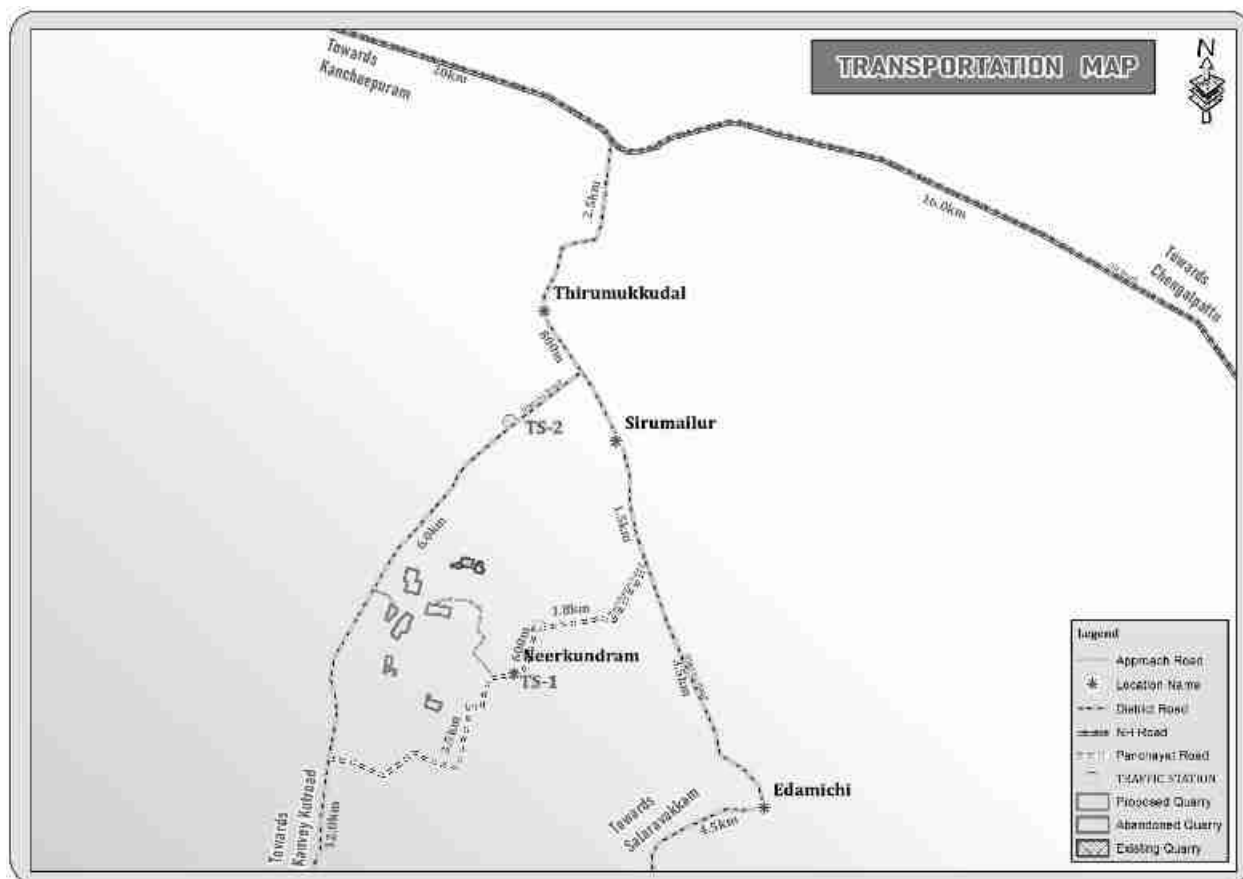 TRANSPORTATION MAP
N
Towards
Kancheepuram
20km
2.5km
16.0km
Towards
Chengalpattu
Thirumukkudal
800m
TS-2
Sirumailur
6.0km
1.5km
1.8km
600m
Neerkundram
TS-1
3.5km
Edamichi
Towards
Salaravakkam
4.5km
Towards
12.0km
Legend
Approach Road
Location Name
District Road
NH Road
Panchayat Road
TRAFFIC STATION
Proposed Quarry
Abandoned Quarry
Existing Quarry